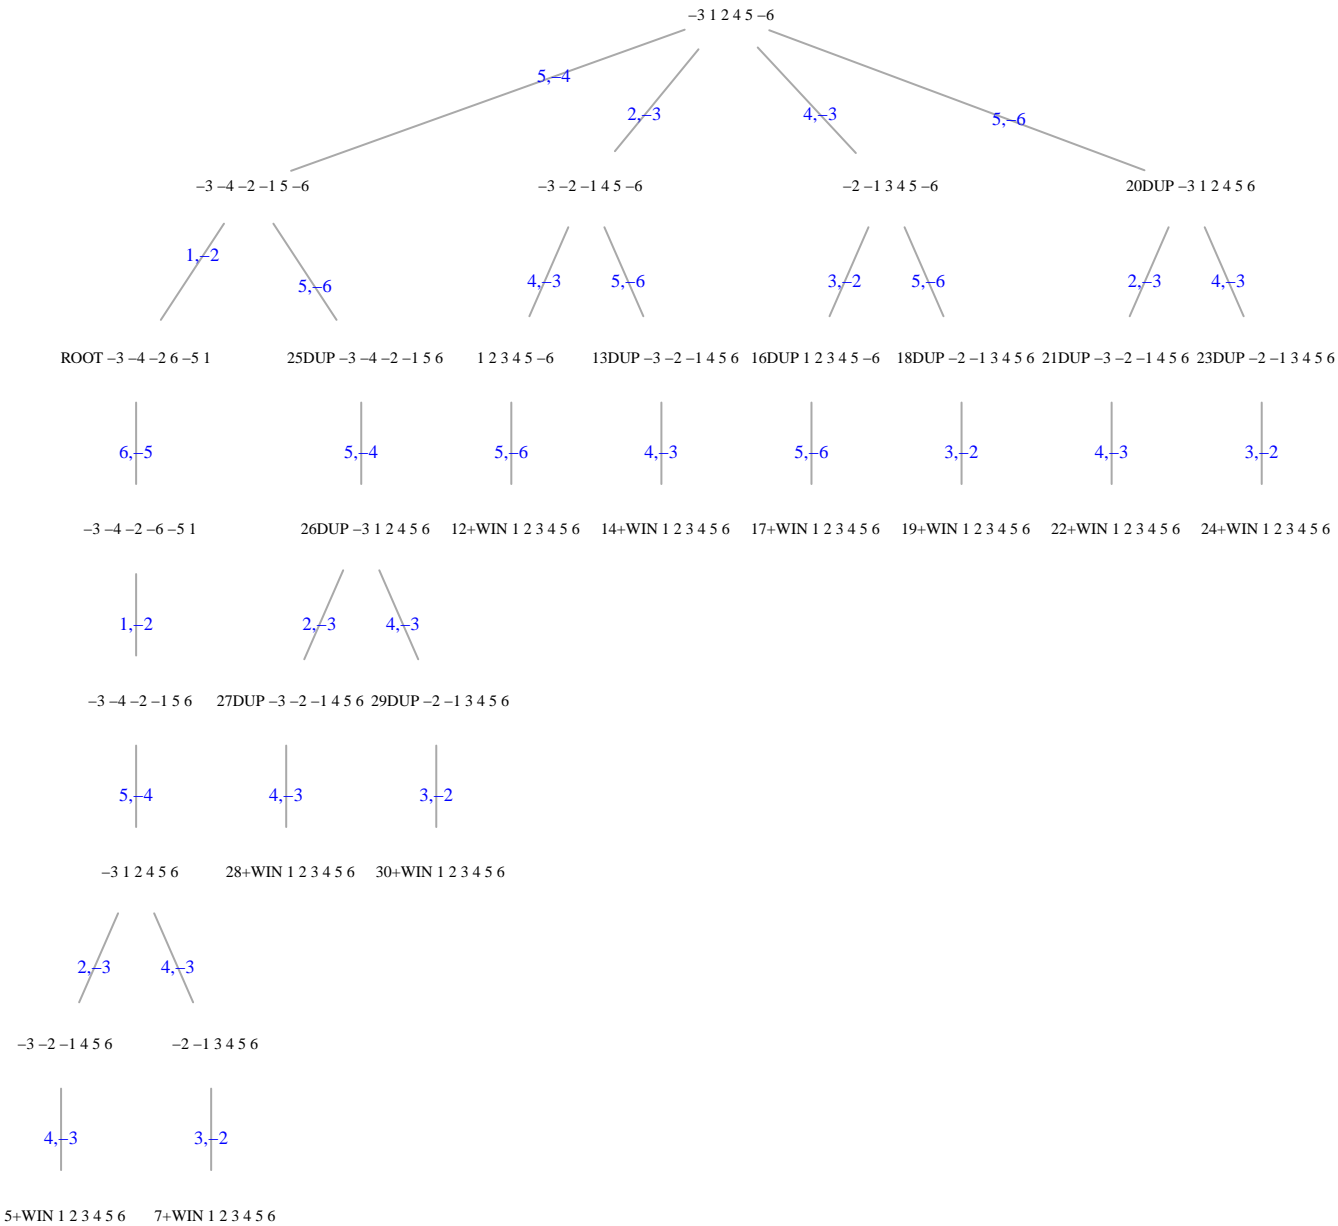 −3 1 2 4 5 −6
5,−4
2,−3
4,−3
5,−6
−3 −4 −2 −1 5 −6
−3 −2 −1 4 5 −6
−2 −1 3 4 5 −6
20DUP −3 1 2 4 5 6
1,−2
5,−6
4,−3
5,−6
3,−2
5,−6
2,−3
4,−3
ROOT −3 −4 −2 6 −5 1
25DUP −3 −4 −2 −1 5 6
1 2 3 4 5 −6
13DUP −3 −2 −1 4 5 6
16DUP 1 2 3 4 5 −6
18DUP −2 −1 3 4 5 6
21DUP −3 −2 −1 4 5 6
23DUP −2 −1 3 4 5 6
6,−5
5,−4
5,−6
4,−3
5,−6
3,−2
4,−3
3,−2
−3 −4 −2 −6 −5 1
26DUP −3 1 2 4 5 6
12+WIN 1 2 3 4 5 6
14+WIN 1 2 3 4 5 6
17+WIN 1 2 3 4 5 6
19+WIN 1 2 3 4 5 6
22+WIN 1 2 3 4 5 6
24+WIN 1 2 3 4 5 6
1,−2
2,−3
4,−3
−3 −4 −2 −1 5 6
27DUP −3 −2 −1 4 5 6
29DUP −2 −1 3 4 5 6
5,−4
4,−3
3,−2
−3 1 2 4 5 6
28+WIN 1 2 3 4 5 6
30+WIN 1 2 3 4 5 6
2,−3
4,−3
−3 −2 −1 4 5 6
−2 −1 3 4 5 6
4,−3
3,−2
5+WIN 1 2 3 4 5 6
7+WIN 1 2 3 4 5 6